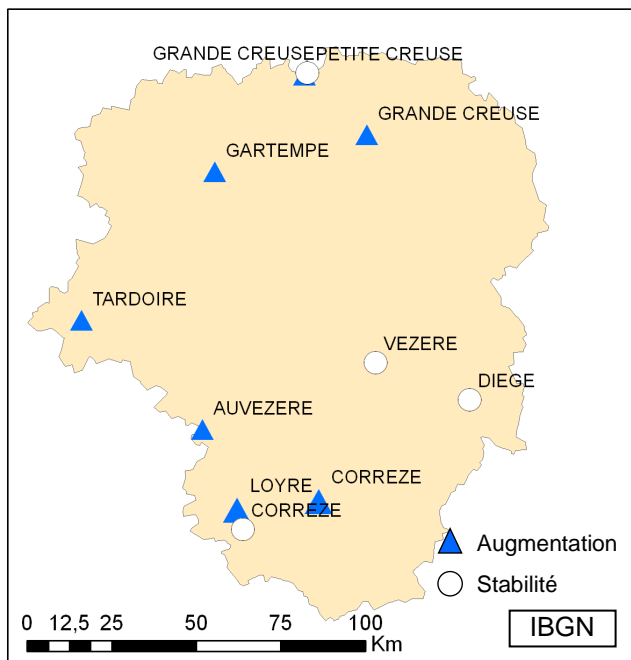 GRANDE CREUSEPETITE CREUSE
GRANDE CREUSE
GARTEMPE
TARDOIRE
VEZERE
DIEGE
AUVEZERE
CORREZE
LOYRE
CORREZE
Augmentation
Stabilité
0 12,5 25 50 75 100
Km
IBGN